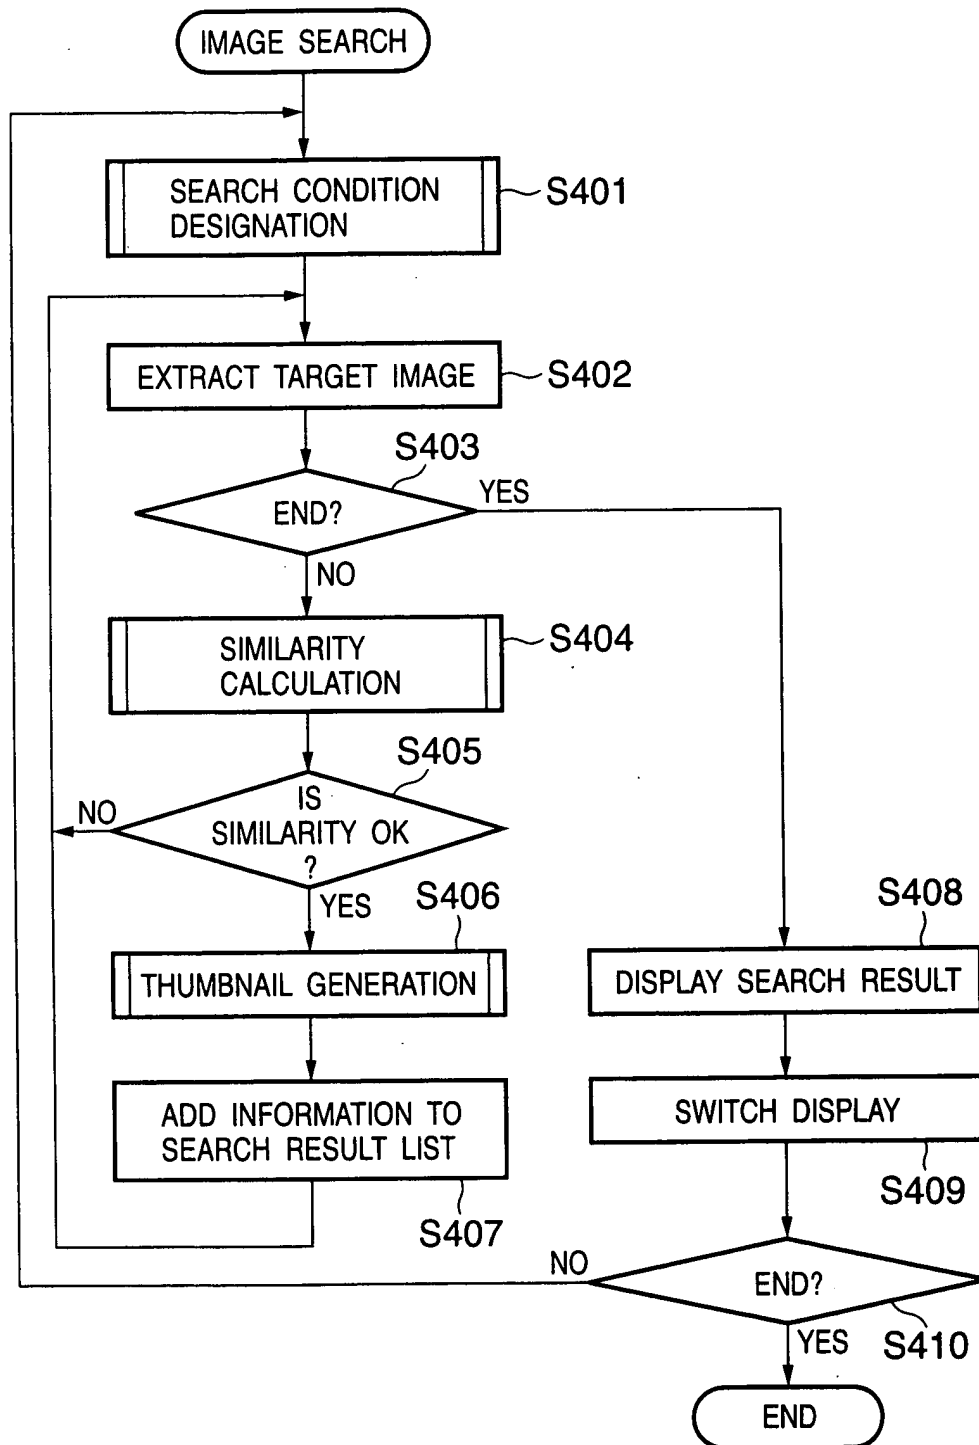 IMAGE SEARCH
SEARCH CONDITION
DESIGNATION
S401
EXTRACT TARGET IMAGE
S402
S403
END?
YES
NO
SIMILARITY
CALCULATION
S404
S405
IS
SIMILARITY OK
?
NO
YES
S406
THUMBNAIL GENERATION
ADD INFORMATION TO
SEARCH RESULT LIST
S407
S408
DISPLAY SEARCH RESULT
SWITCH DISPLAY
S409
NO
END?
S410
YES
END